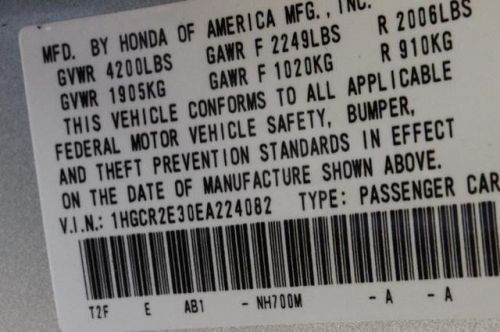 MFD. BY HONDA OF AMERICA MFG., INC.
GVWR 4200LBS GAWR F 2249LBS R 2006LBS
GVWR 1905KG GAWR F 1020KG R 910KG
THIS VEHICLE CONFORMS TO ALL APPLICABLE
FEDERAL MOTOR VEHICLE SAFETY, BUMPER,
AND THEFT PREVENTION STANDARDS IN EFFECT
ON THE DATE OF MANUFACTURE SHOWN ABOVE.
V.I.N.: 1HGCR2E30EA224082 TYPE: PASSENGER CAR
T2F E AB1 - NH700M - A - A